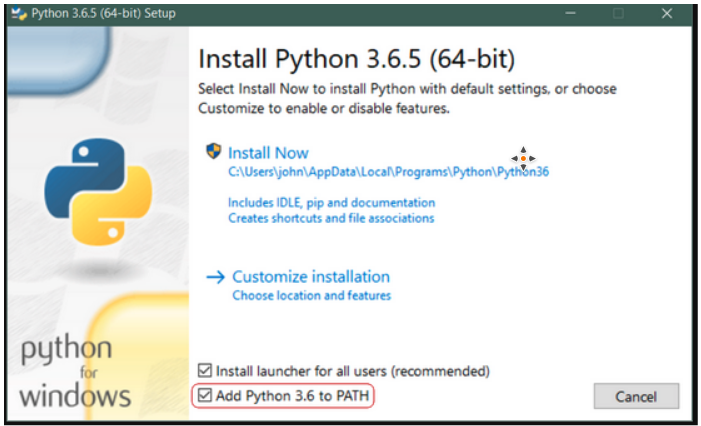 Python 3.6.5 (64-bit) Setup
Install Python 3.6.5 (64-bit)
Select Install Now to install Python with default settings, or choose
Customize to enable or disable features.
Install Now
C:\Users\john\AppData\Local\Programs\Python\Python36
Includes IDLE, pip and documentation
Creates shortcuts and file associations
Customize installation
Choose location and features
python
for
windows
Install launcher for all users (recommended)
Add Python 3.6 to PATH
Cancel